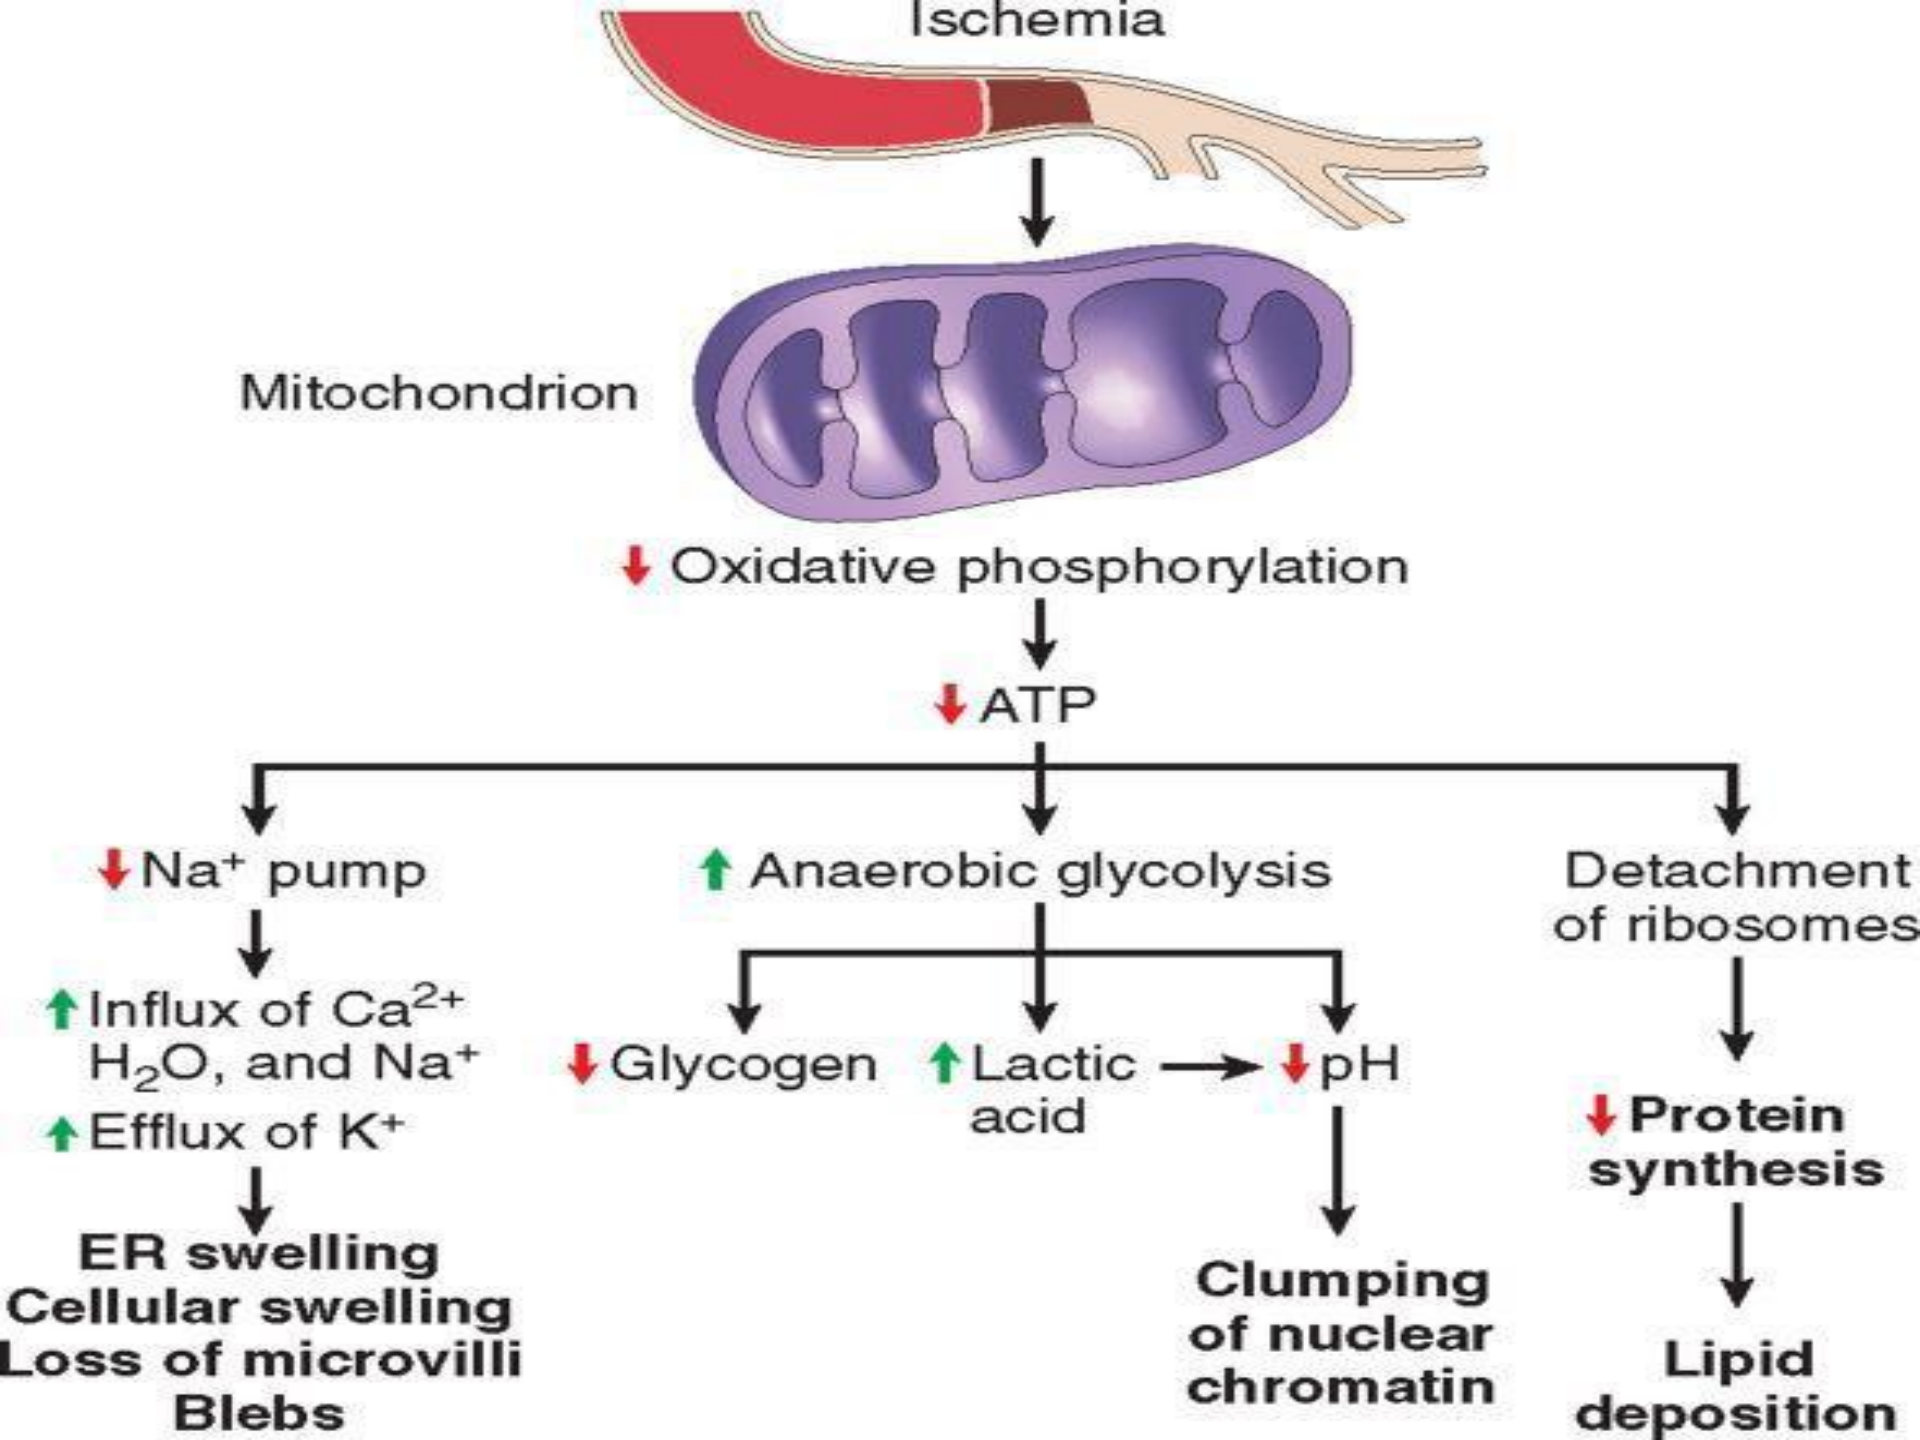 Ischemia
Mitochondrion
Oxidative phosphorylation
ATP
Na⁺ pump
Influx of Ca²⁺
H₂O, and Na⁺
Efflux of K⁺
ER swelling
Cellular swelling
Loss of microvilli
Blebs
Anaerobic glycolysis
Glycogen
Lactic
acid
pH
Clumping
of nuclear
chromatin
Detachment
of ribosomes
Protein
synthesis
Lipid
deposition